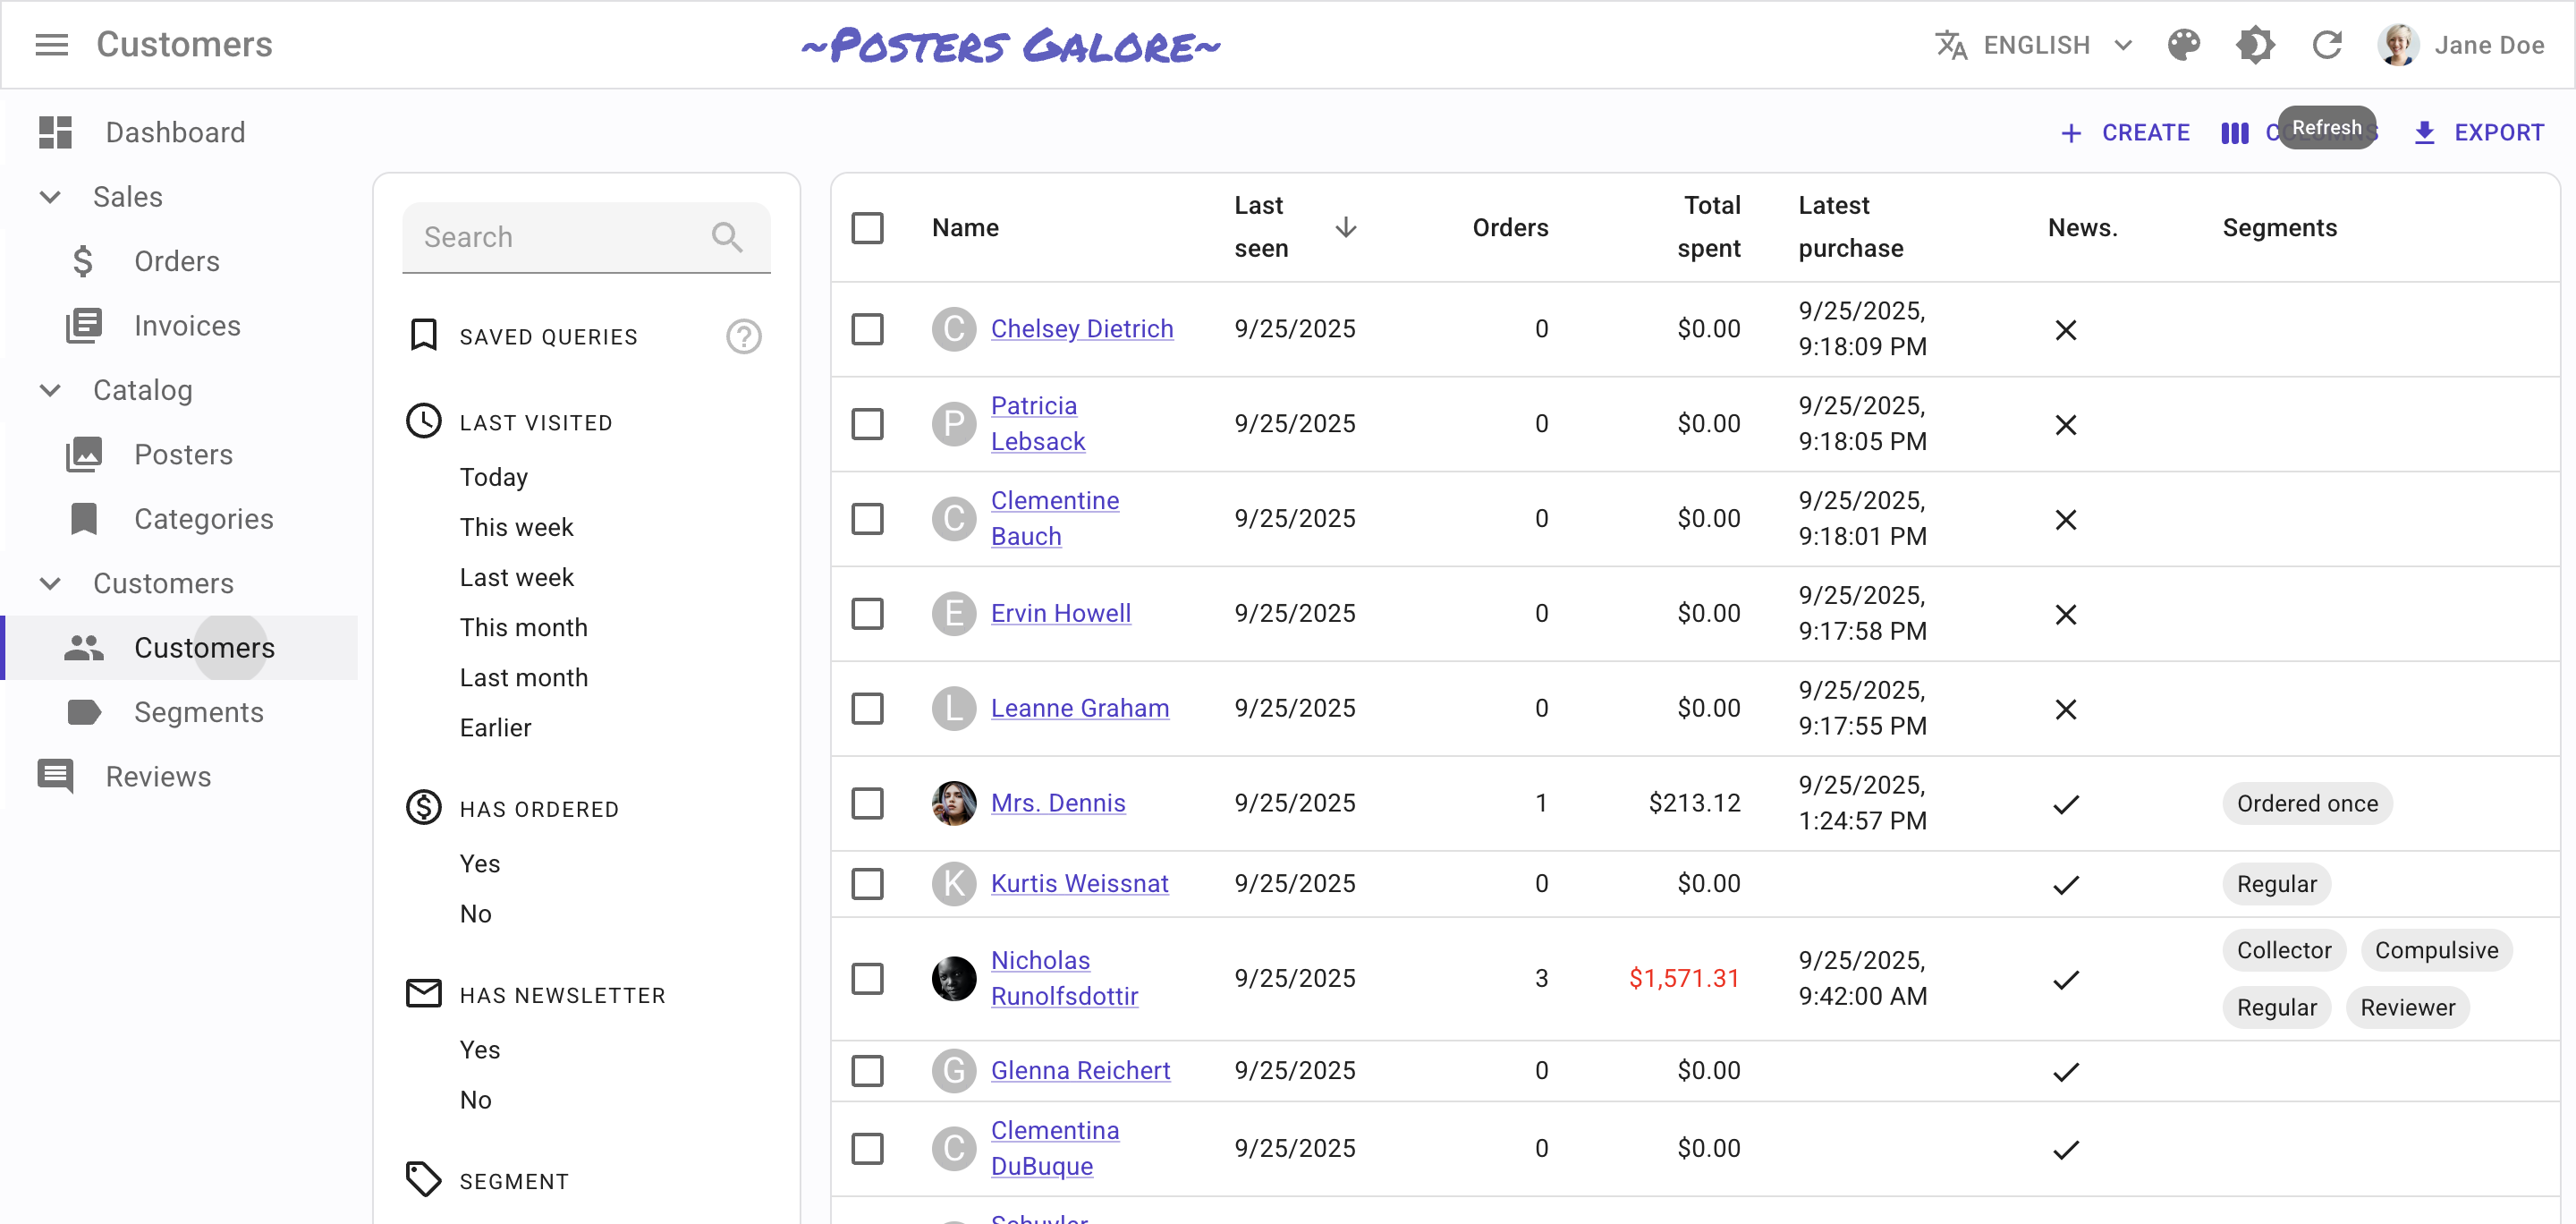 Customers
~Posters Galore~
ENGLISH
Jane Doe
Dashboard
Sales
Orders
Invoices
Catalog
Posters
Categories
Customers
Customers
Segments
Reviews
CREATE
Refresh
EXPORT
Search
SAVED QUERIES
?
LAST VISITED
Today
This week
Last week
This month
Last month
Earlier
HAS ORDERED
Yes
No
HAS NEWSLETTER
Yes
No
SEGMENT
Name Last seen Orders Total spent Latest purchase News. Segments
C Chelsey Dietrich 9/25/2025 0 $0.00 9/25/2025, 9:18:09 PM
P Patricia Lebsack 9/25/2025 0 $0.00 9/25/2025, 9:18:05 PM
C Clementine Bauch 9/25/2025 0 $0.00 9/25/2025, 9:18:01 PM
E Ervin Howell 9/25/2025 0 $0.00 9/25/2025, 9:17:58 PM
L Leanne Graham 9/25/2025 0 $0.00 9/25/2025, 9:17:55 PM
Mrs. Dennis 9/25/2025 1 $213.12 9/25/2025, 1:24:57 PM Ordered once
K Kurtis Weissnat 9/25/2025 0 $0.00 Regular
Nicholas Runolfsdottir 9/25/2025 3 $1,571.31 9/25/2025, 9:42:00 AM Collector Compulsive Regular Reviewer
G Glenna Reichert 9/25/2025 0 $0.00
C Clementina DuBuque 9/25/2025 0 $0.00